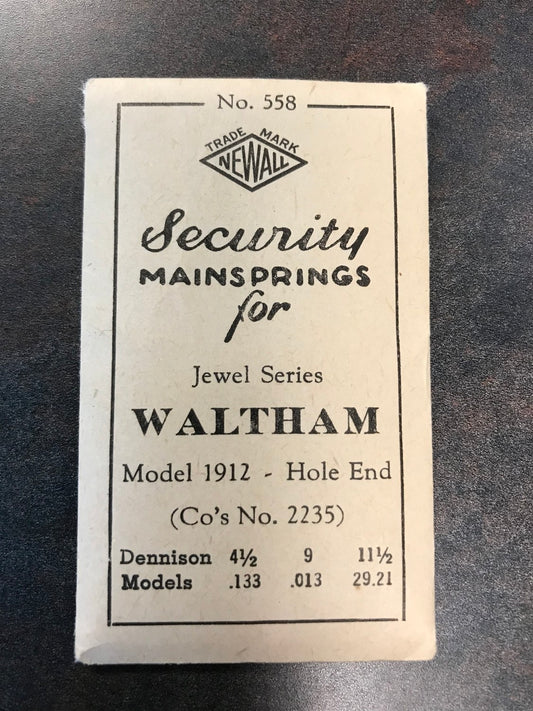 No. 558
TRADE MARK
NEWALL
Security
MAINSPRINGS
for
Jewel Series
WALTHAM
Model 1912 - Hole End
(Co's No. 2235)
Dennison 4½ 9 11½
Models .133 .013 29.21